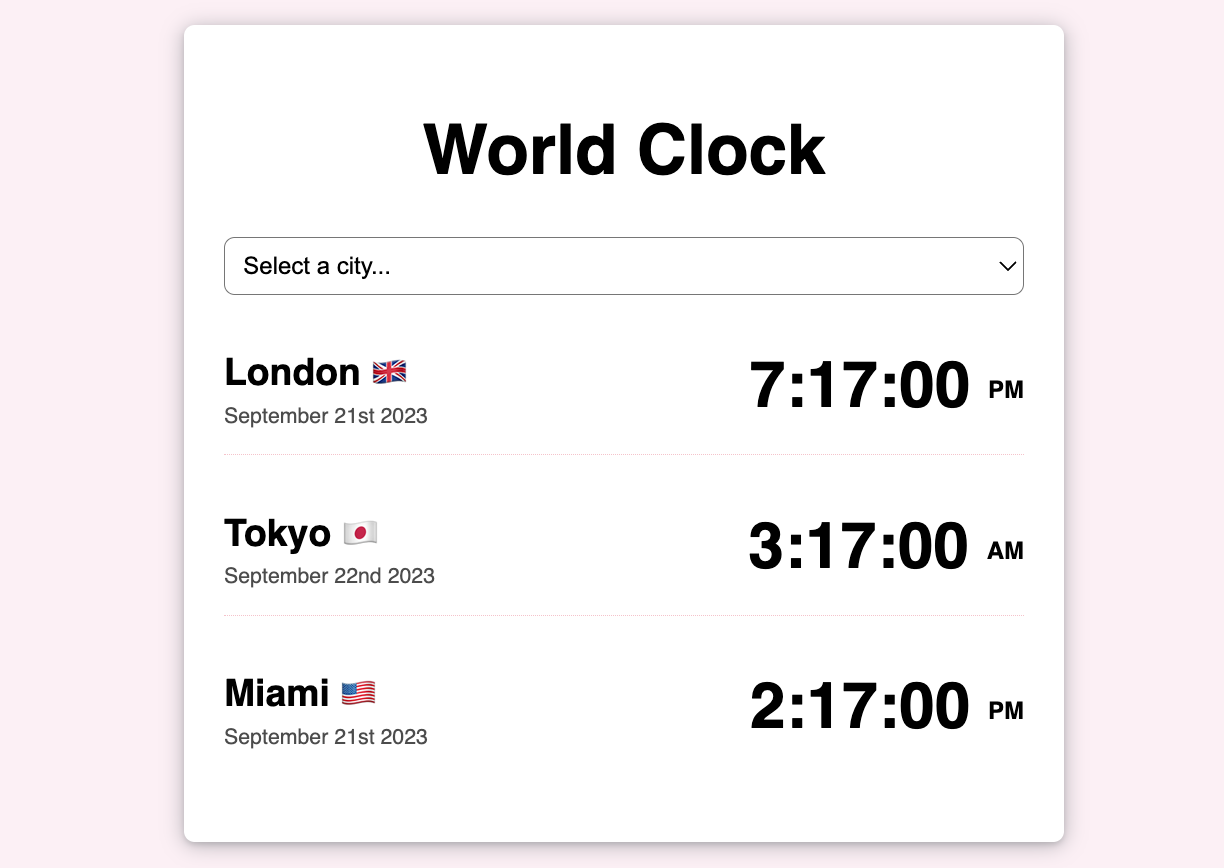 World Clock
Select a city...
London 🇬🇧
7:17:00 PM
September 21st 2023
Tokyo 🇯🇵
3:17:00 AM
September 22nd 2023
Miami 🇺🇸
2:17:00 PM
September 21st 2023